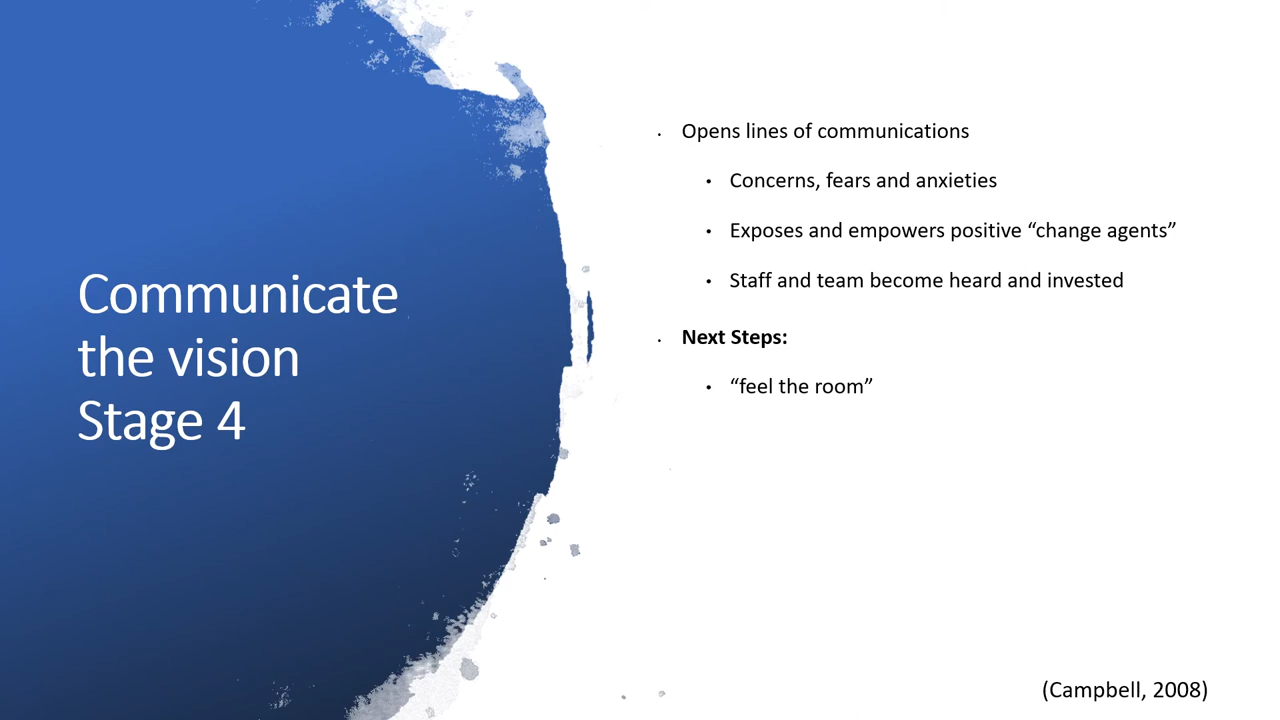 Communicate
the vision
Stage 4
• Opens lines of communications
• Concerns, fears and anxieties
• Exposes and empowers positive “change agents”
• Staff and team become heard and invested
• Next Steps:
• “feel the room”
(Campbell, 2008)